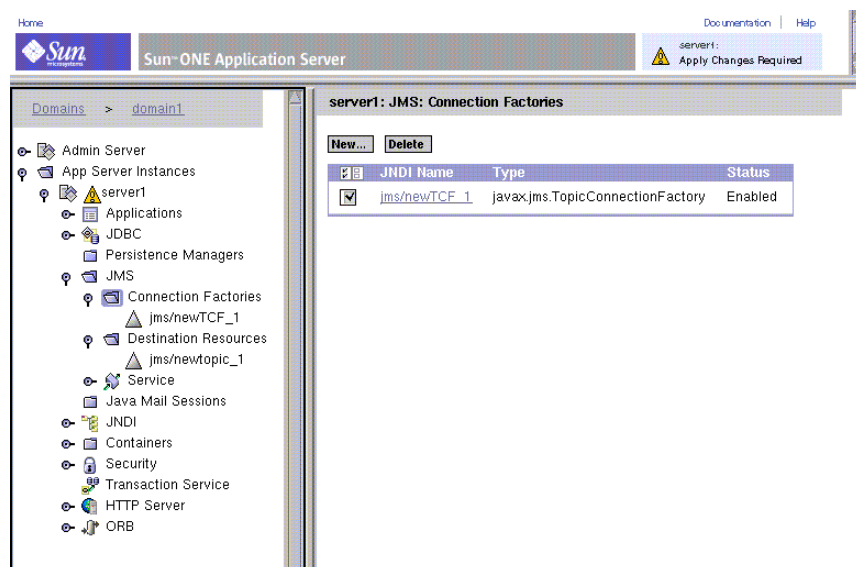 Home
Documentation | Help
Sun
microsystems
Sun™ ONE Application Server
server1:
Apply Changes Required
Domains > domain1
Admin Server
App Server Instances
server1
Applications
JDBC
Persistence Managers
JMS
Connection Factories
jms/newTCF_1
Destination Resources
jms/newtopic_1
Service
Java Mail Sessions
JNDI
Containers
Security
Transaction Service
HTTP Server
ORB
server1: JMS: Connection Factories
New... Delete
JNDI Name Type Status
jms/newTCF_1 javax.jms.TopicConnectionFactory Enabled